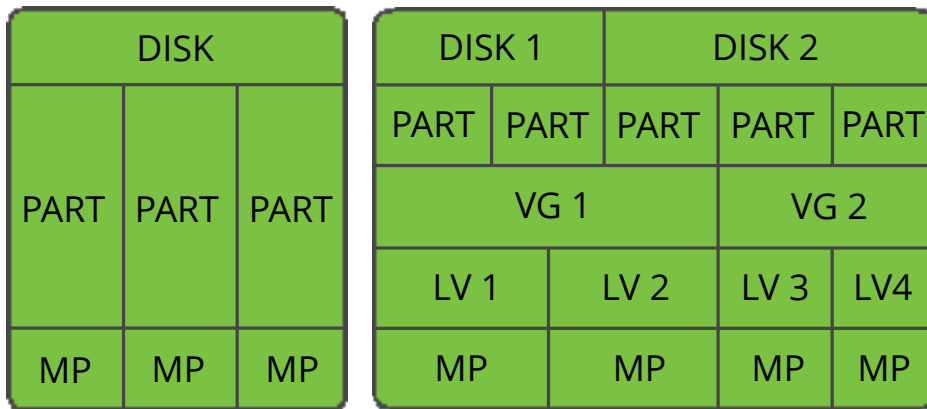 DISK
PART PART PART
MP MP MP
DISK 1 DISK 2
PART PART PART PART PART
VG 1 VG 2
LV 1 LV 2 LV 3 LV4
MP MP MP MP